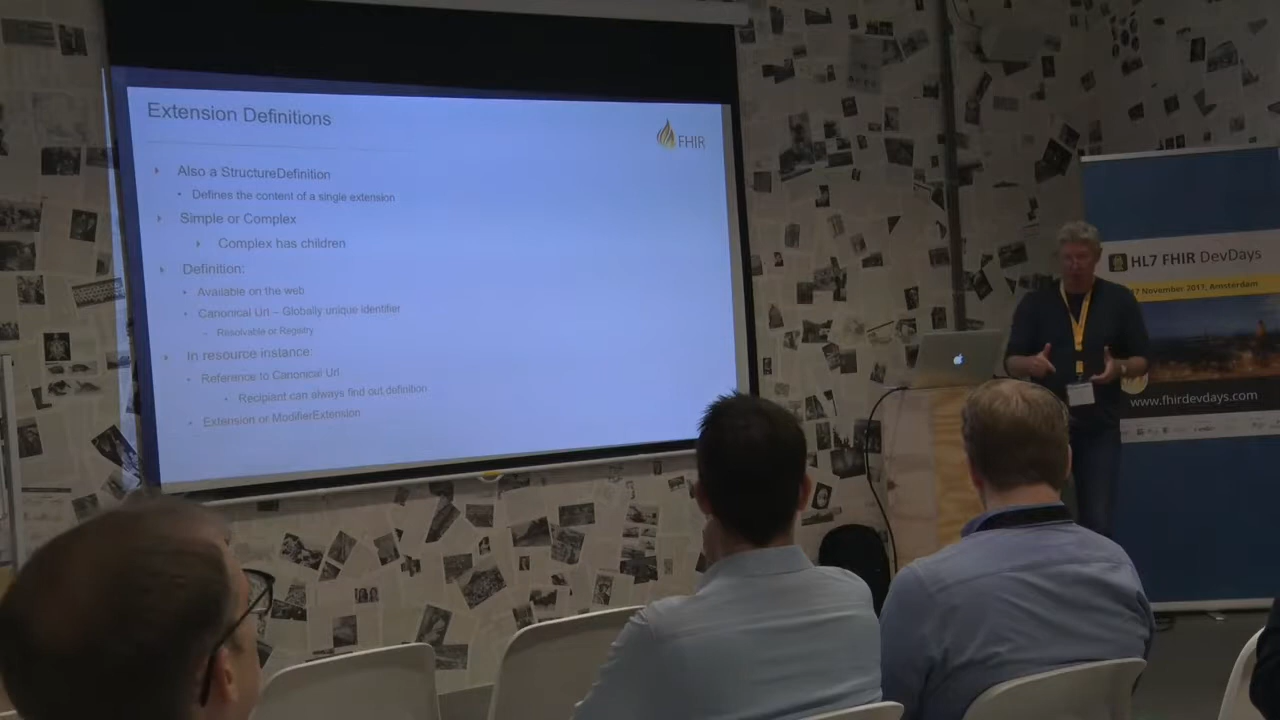 Extension Definitions
FHIR
Also a StructureDefinition
Defines the content of a single extension
Simple or Complex
Complex has children
Definition:
Available on the web
Canonical Url – Globally unique identifier
Resolvable or Registry
In resource instance:
Reference to Canonical Url
Recipiant can always find out definition
Extension or ModifierExtension
HL7 FHIR DevDays
17 November 2017, Amsterdam
www.fhirdevdays.com